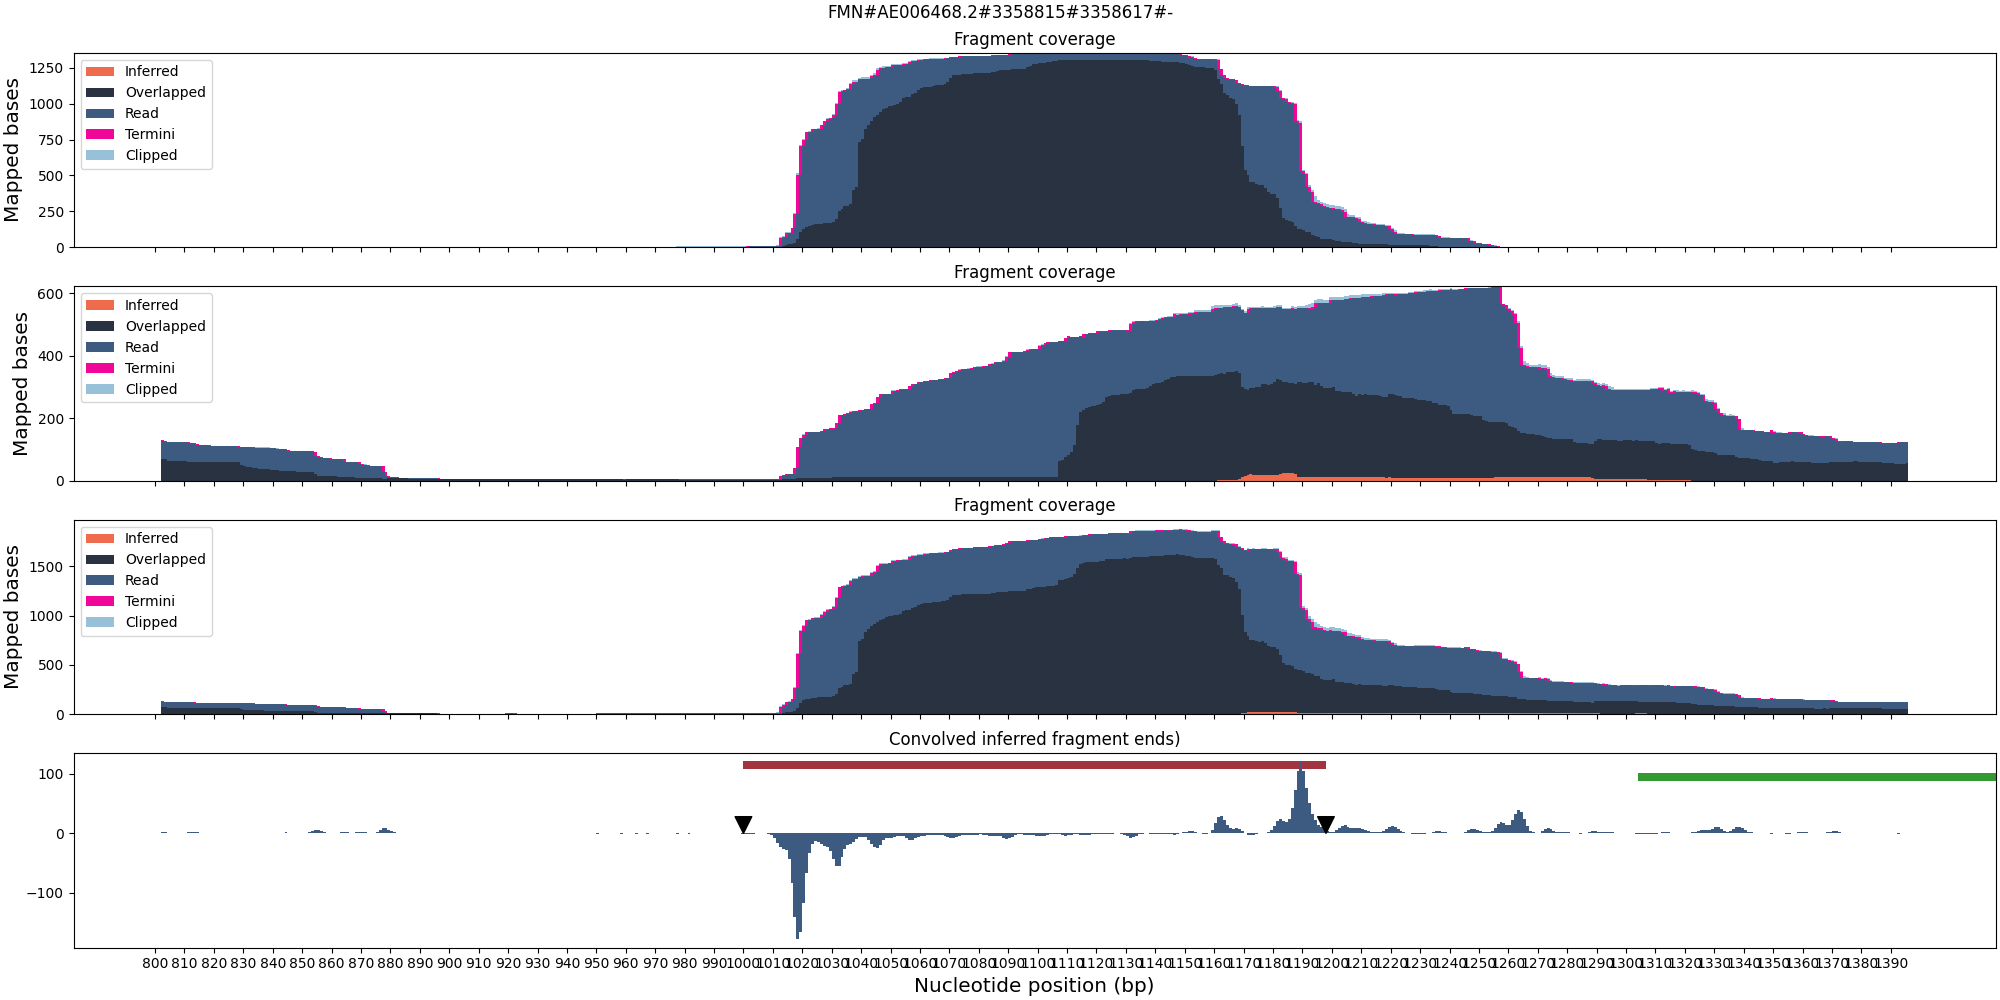 FMN#AE006468.2#3358815#3358617#-
Fragment coverage
Mapped bases
1250
1000
750
500
250
0
Inferred
Overlapped
Read
Termini
Clipped
Fragment coverage
Mapped bases
600
400
200
0
Inferred
Overlapped
Read
Termini
Clipped
Fragment coverage
Mapped bases
1500
1000
500
0
Inferred
Overlapped
Read
Termini
Clipped
Convolved inferred fragment ends)
100
0
−100
800 810 820 830 840 850 860 870 880 890 900 910 920 930 940 950 960 970 980 990 1000 1010 1020 1030 1040 1050 1060 1070 1080 1090 1100 1110 1120 1130 1140 1150 1160 1170 1180 1190 1200 1210 1220 1230 1240 1250 1260 1270 1280 1290 1300 1310 1320 1330 1340 1350 1360 1370 1380 1390
Nucleotide position (bp)